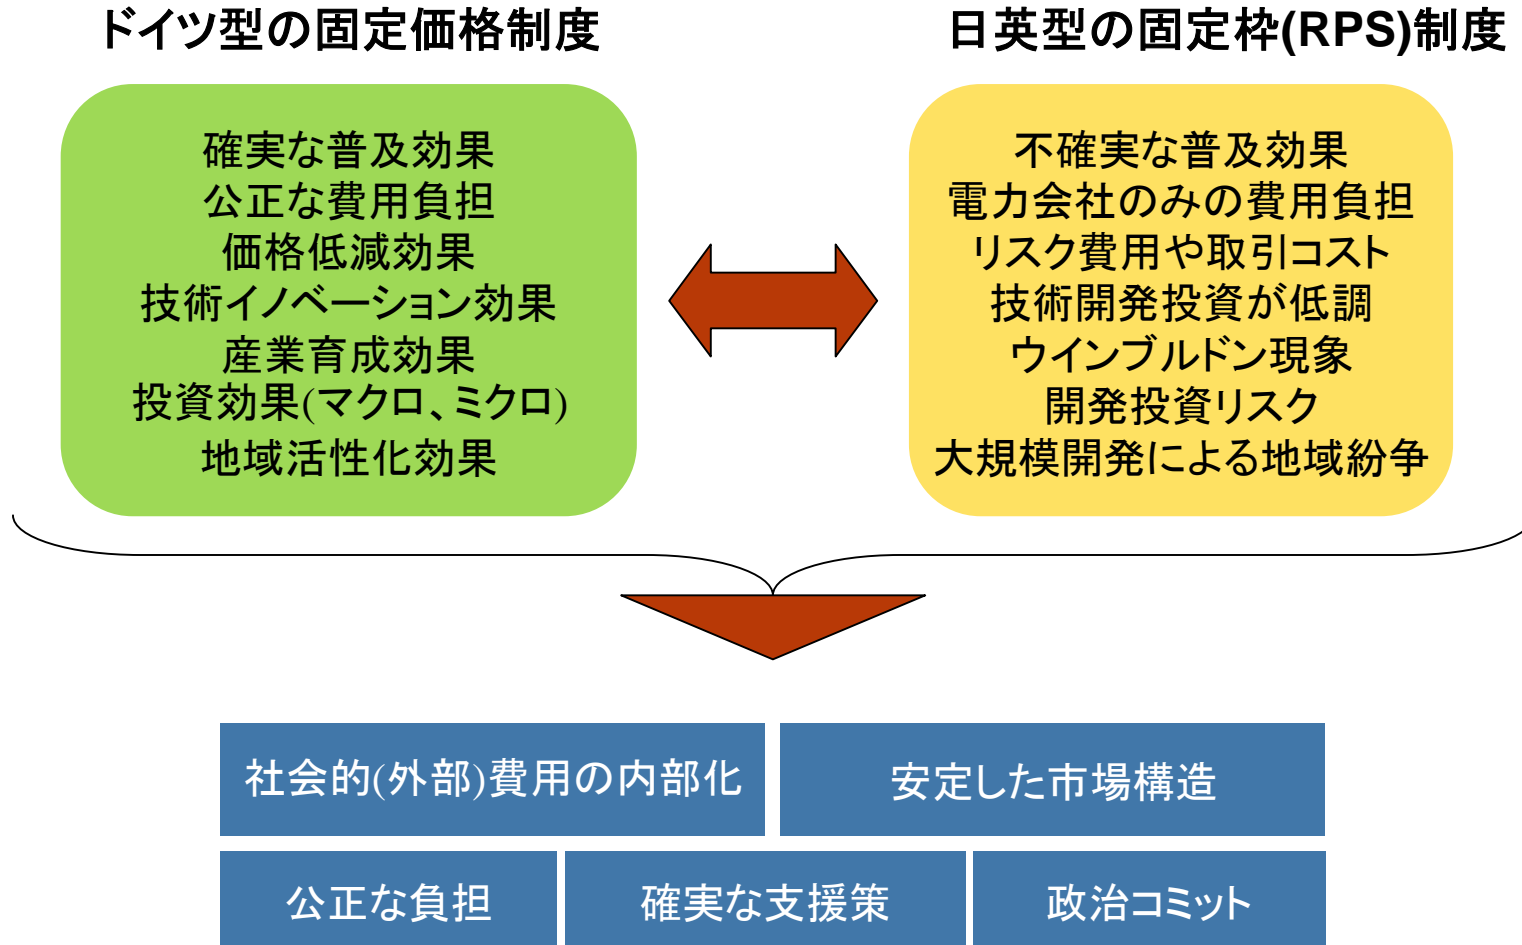 ドイツ型の固定価格制度
日英型の固定枠(RPS)制度
確実な普及効果
公正な費用負担
価格低減効果
技術イノベーション効果
産業育成効果
投資効果(マクロ、ミクロ)
地域活性化効果
不確実な普及効果
電力会社のみの費用負担
リスク費用や取引コスト
技術開発投資が低調
ウインブルドン現象
開発投資リスク
大規模開発による地域紛争
社会的(外部)費用の内部化
安定した市場構造
公正な負担
確実な支援策
政治コミット